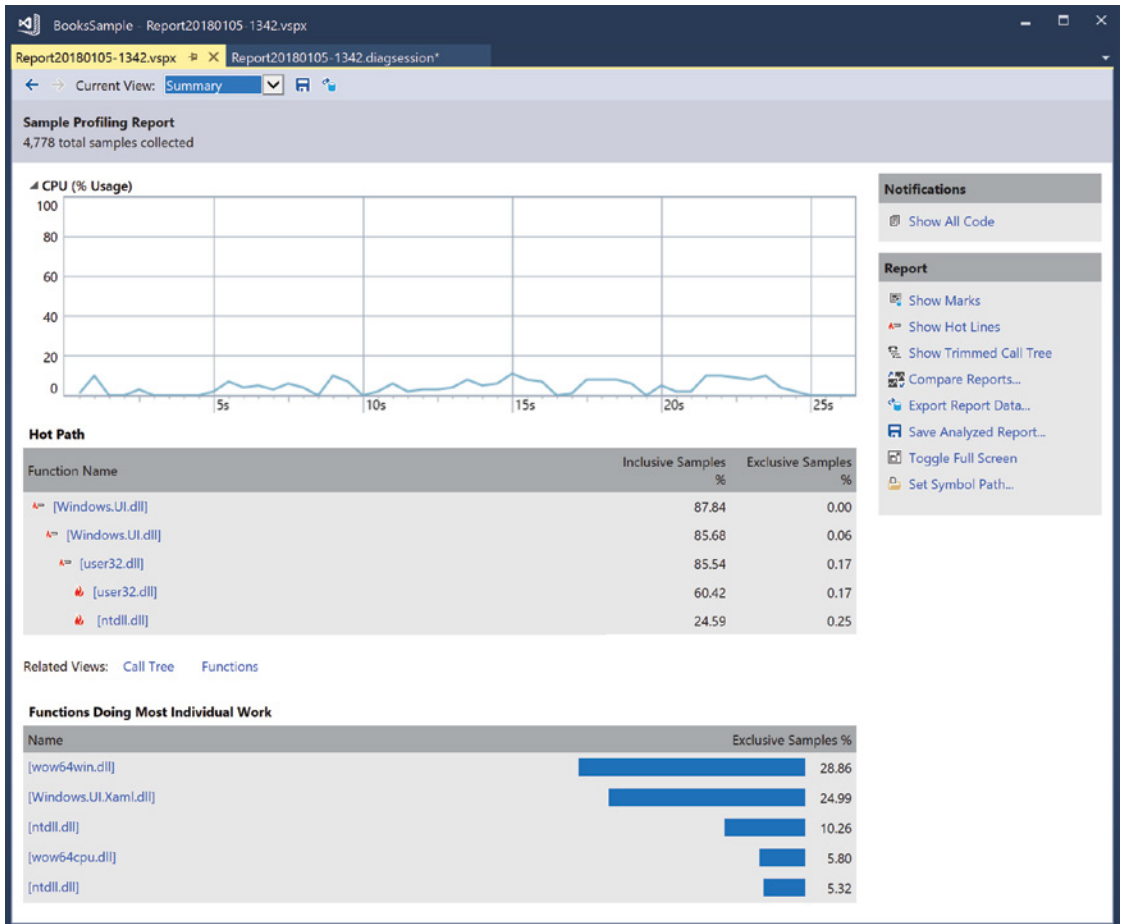 BooksSample - Report20180105-1342.vspx
Report20180105-1342.vspx Report20180105-1342.diagsession*
Current View: Summary
Sample Profiling Report
4,778 total samples collected
CPU (% Usage)
100
80
60
40
20
0
5s 10s 15s 20s 25s
Hot Path
Function Name Inclusive Samples % Exclusive Samples %
[Windows.UI.dll] 87.84 0.00
[Windows.UI.dll] 85.68 0.06
[user32.dll] 85.54 0.17
[user32.dll] 60.42 0.17
[ntdll.dll] 24.59 0.25
Related Views: Call Tree Functions
Functions Doing Most Individual Work
Name Exclusive Samples %
[wow64win.dll] 28.86
[Windows.UI.Xaml.dll] 24.99
[ntdll.dll] 10.26
[wow64cpu.dll] 5.80
[ntdll.dll] 5.32
Notifications
Show All Code
Report
Show Marks
Show Hot Lines
Show Trimmed Call Tree
Compare Reports...
Export Report Data...
Save Analyzed Report...
Toggle Full Screen
Set Symbol Path...